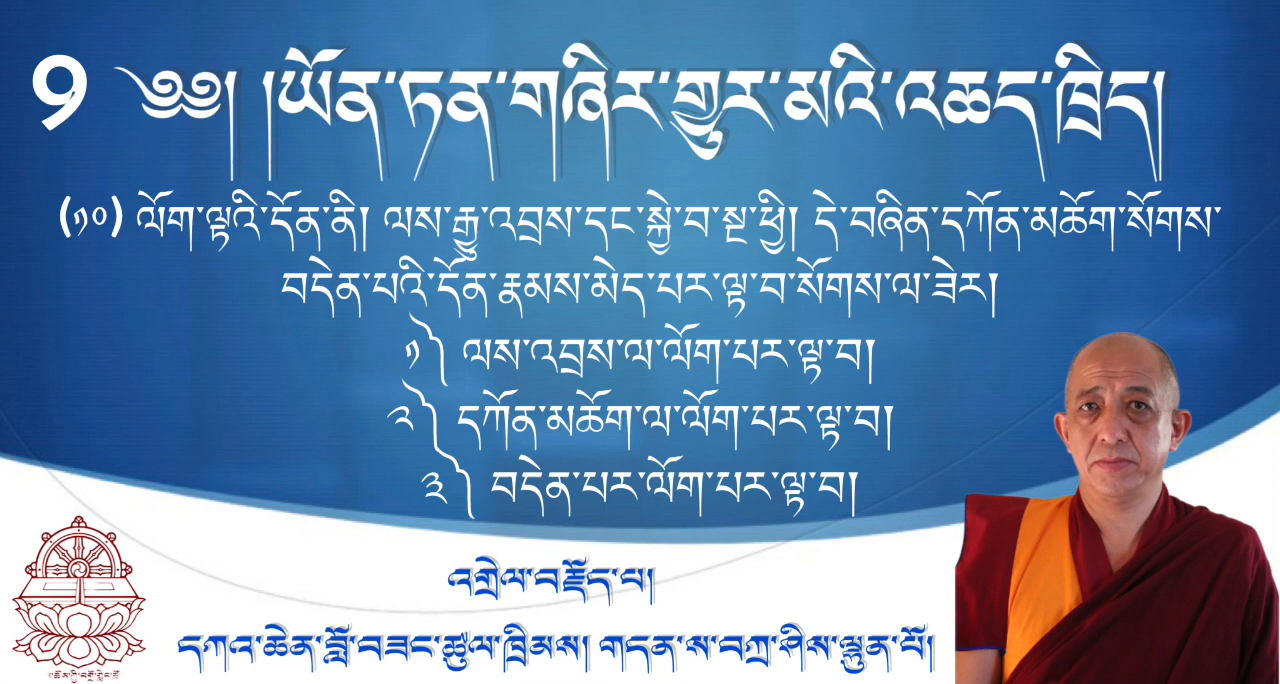 ༡ ༄༅། །ཡོན་ཏན་གཞིར་གྱུར་མའི་འཆད་ཁྲིད།
(༡༠) ལོག་ལྟའི་དོན་ནི། ལས་རྒྱུ་འབྲས་དང་སྐྱེ་བ་སྔ་ཕྱི། དེ་བཞིན་དཀོན་མཆོག་སོགས་
བདེན་པའི་དོན་རྣམས་མེད་པར་ལྟ་བ་སོགས་ལ་ཟེར།
༡༽ ལས་འབྲས་ལ་ལོག་པར་ལྟ་བ།
༢༽ དཀོན་མཆོག་ལ་ལོག་པར་ལྟ་བ།
༣༽ བདེན་པར་ལོག་པར་ལྟ་བ།
འགྲེལ་བརྗོད་པ།
དཀའ་ཆེན་བློ་བཟང་ཚུལ་ཁྲིམས། གདན་ས་བཀྲ་ཤིས་ལྷུན་པོ།